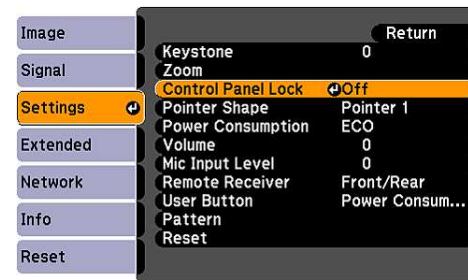 Image
Signal
Settings
Extended
Network
Info
Reset
Return
Keystone 0
Zoom
Control Panel Lock Off
Pointer Shape Pointer 1
Power Consumption ECO
Volume 0
Mic Input Level 0
Remote Receiver Front/Rear
User Button Power Consum...
Pattern
Reset